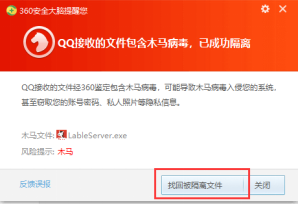 360安全大脑提醒您
QQ接收的文件包含木马病毒，已成功隔离
QQ接收的文件经360鉴定包含木马病毒，可能导致木马病毒入侵您的系统，
甚至窃取您的账号密码、私人照片等隐私信息。
木马文件: LableServer.exe
风险提示: 木马
反馈误报 找回被隔离文件 关闭